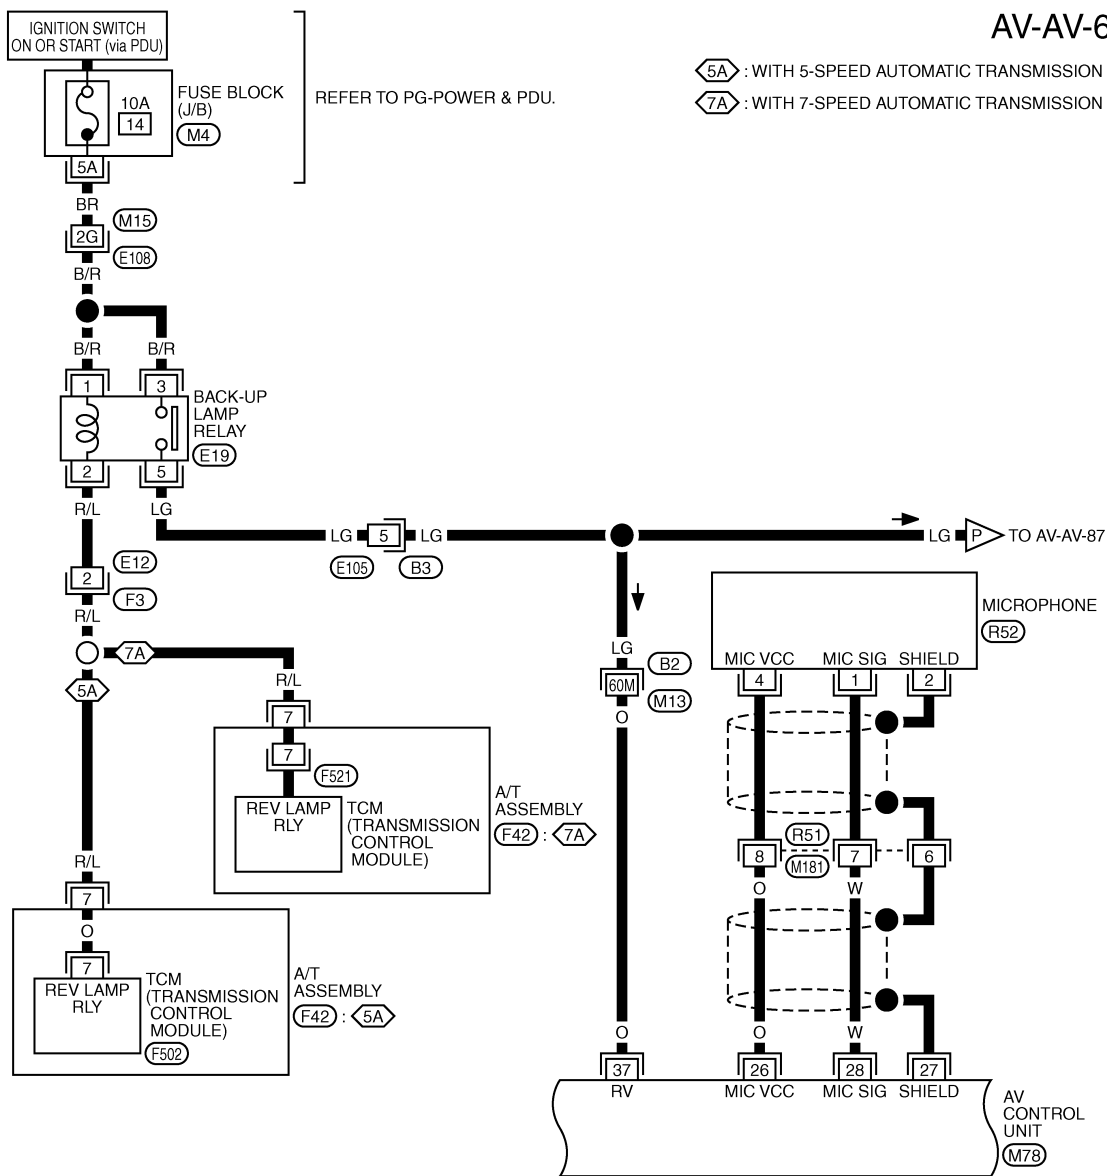 AV-AV-6
IGNITION SWITCH
ON OR START (via PDU)
5A : WITH 5-SPEED AUTOMATIC TRANSMISSION
7A : WITH 7-SPEED AUTOMATIC TRANSMISSION
10A
14
FUSE BLOCK
(J/B)
M4
REFER TO PG-POWER & PDU.
5A
BR
M15
2G
E108
B/R
B/R B/R
1 3
BACK-UP
LAMP
RELAY
E19
2 5
R/L LG
LG 5 LG
E105 B3
LG P TO AV-AV-87
E12
2
F3
R/L
7A
5A
R/L
7
7
F521
REV LAMP
RLY
TCM
(TRANSMISSION
CONTROL
MODULE)
A/T
ASSEMBLY
F42 : 7A
R/L
7
O
7
REV LAMP
RLY
TCM
(TRANSMISSION
CONTROL
MODULE)
F502
A/T
ASSEMBLY
F42 : 5A
LG
B2
60M
M13
O
O
37
RV
MICROPHONE
R52
MIC VCC MIC SIG SHIELD
4 1 2
R51
8 7 6
M181
O W
O W
26 28 27
MIC VCC MIC SIG SHIELD
AV
CONTROL
UNIT
M78